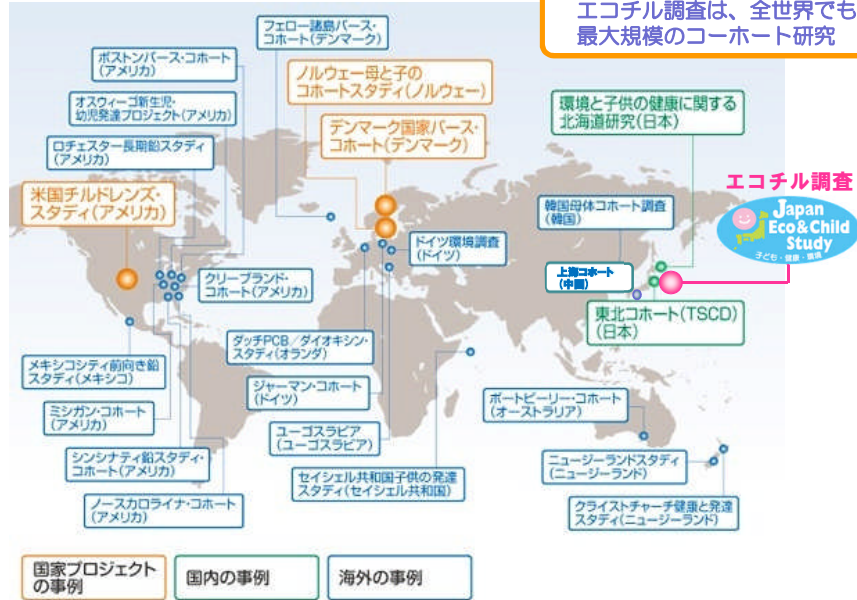 エコチル調査は、全世界でも
最大規模のコーホート研究
フェロー諸島バース・
コホート(デンマーク)
ボストンバース・コホート
(アメリカ)
ノルウェー母と子の
コホートスタディ(ノルウェー)
オスウィーゴ新生児・
幼児発達プロジェクト(アメリカ)
環境と子供の健康に関する
北海道研究(日本)
デンマーク国家バース・
コホート(デンマーク)
ロチェスター長期鉛スタディ
(アメリカ)
エコチル調査
米国チルドレンズ・
スタディ(アメリカ)
韓国母体コホート調査
(韓国)
Japan
Eco&Child
Study
子ども・健康・環境
ドイツ環境調査
(ドイツ)
クリーブランド・
コホート(アメリカ)
上海コホート
(中国)
東北コホート(TSCD)
(日本)
ダッチPCB/ダイオキシン・
スタディ(オランダ)
メキシコシティ前向き鉛
スタディ(メキシコ)
ジャーマン・コホート
(ドイツ)
ポートピーリー・コホート
(オーストラリア)
ミシガン・コホート
(アメリカ)
ユーゴスラビア
(ユーゴスラビア)
シンシナティ鉛スタディ・
コホート(アメリカ)
ニュージーランドスタディ
(ニュージーランド)
セイシェル共和国子供の発達
スタディ(セイシェル共和国)
ノースカロライナ・コホート
(アメリカ)
クライストチャーチ健康と発達
スタディ(ニュージーランド)
国家プロジェクト
の事例
国内の事例
海外の事例